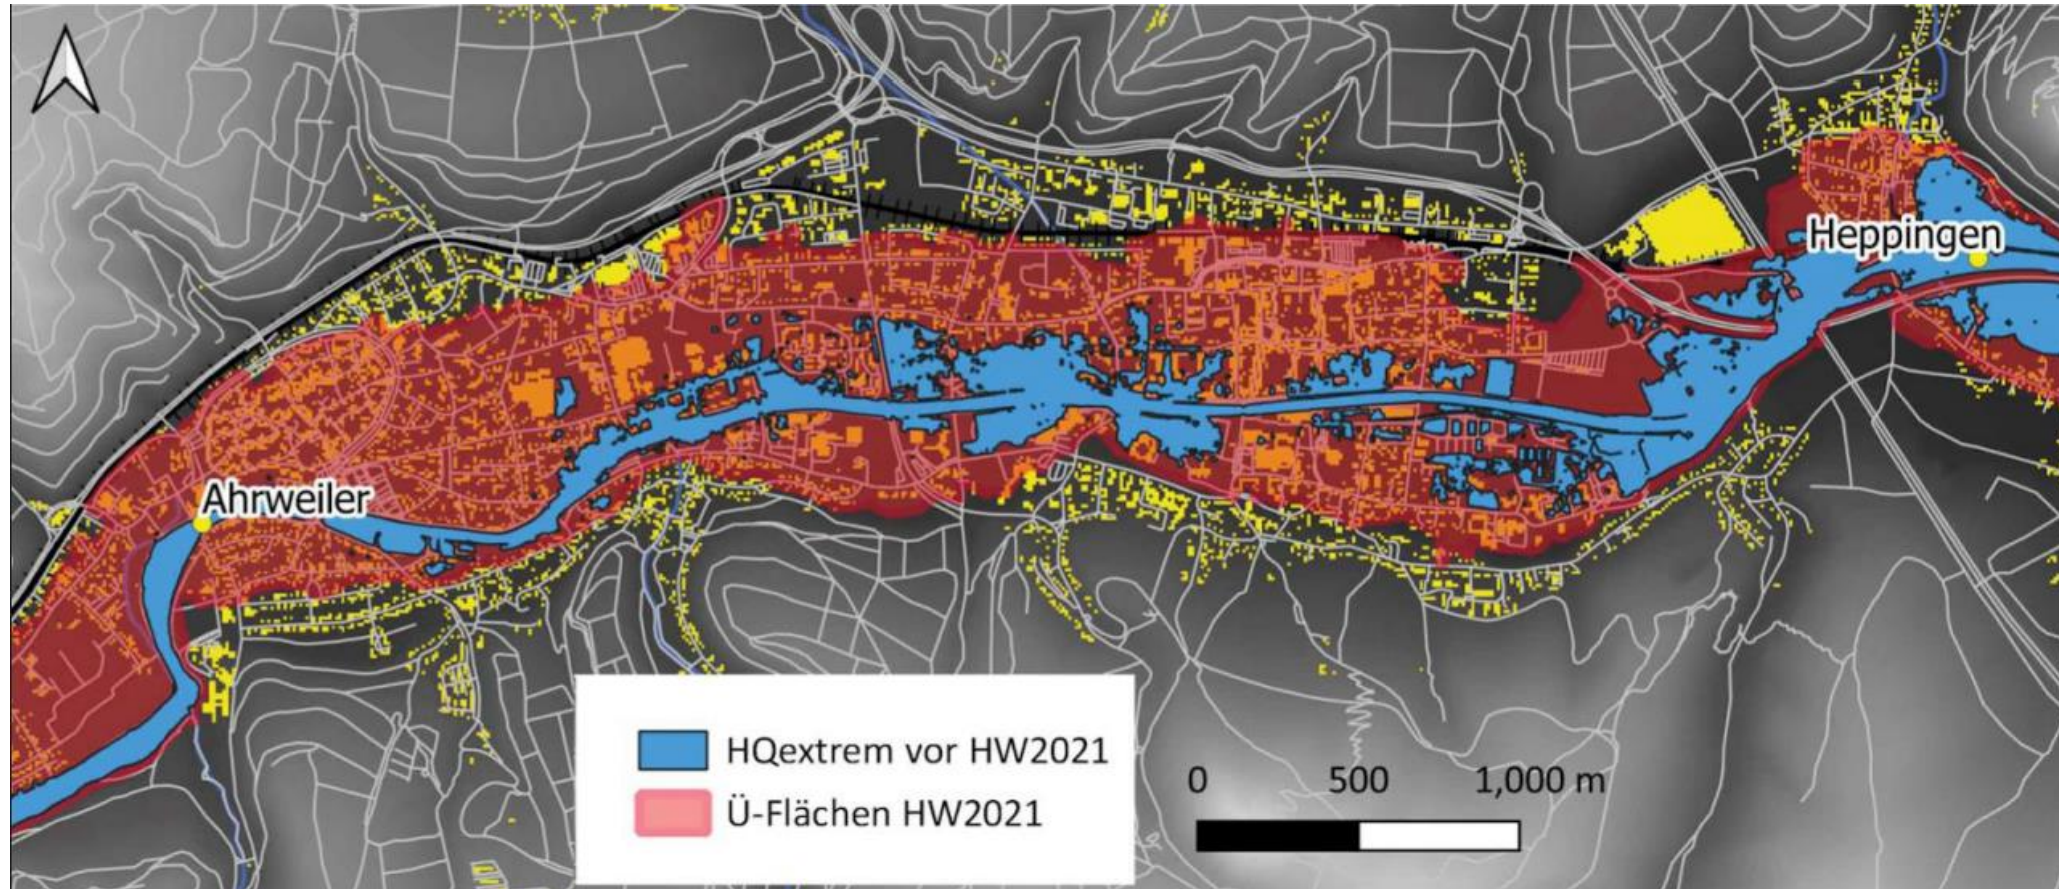 Heppingen
Ahrweiler
HQextrem vor HW2021
Ü-Flächen HW2021
0 500 1,000 m